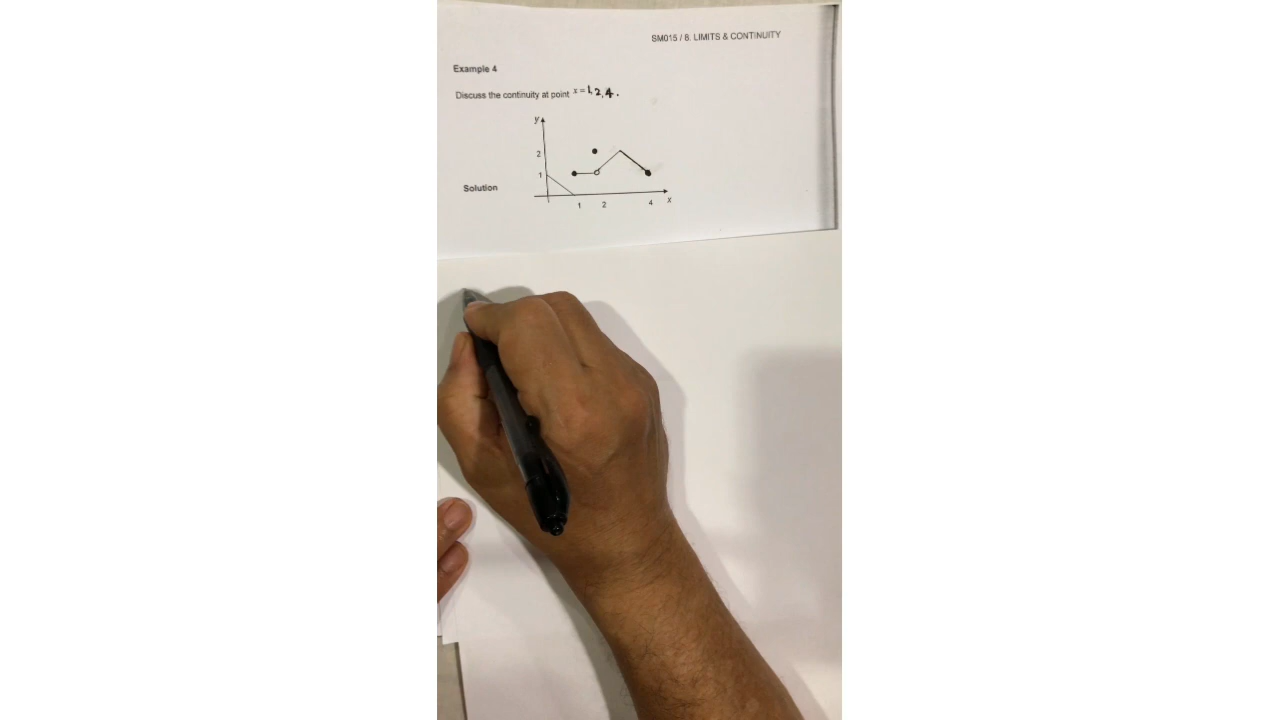 SM015 / 8. LIMITS & CONTINUITY
Example 4
Discuss the continuity at point x = 1, 2, 4.
y
2
1
Solution
1 2 4 x